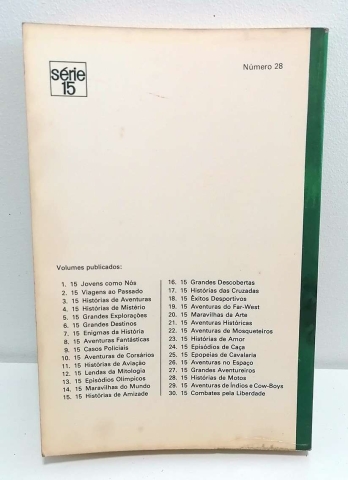 série
15
Número 28
Volumes publicados:
1. 15 Jovens como Nós
2. 15 Viagens ao Passado
3. 15 Histórias de Aventuras
4. 15 Histórias de Mistério
5. 15 Grandes Explorações
6. 15 Grandes Destinos
7. 15 Enigmas da História
8. 15 Aventuras Fantásticas
9. 15 Casos Policiais
10. 15 Aventuras de Corsários
11. 15 Histórias de Aviação
12. 15 Lendas da Mitologia
13. 15 Episódios Olímpicos
14. 15 Maravilhas do Mundo
15. 15 Histórias de Amizade
16. 15 Grandes Descobertas
17. 15 Histórias das Cruzadas
18. 15 Êxitos Desportivos
19. 15 Aventuras do Far-West
20. 15 Maravilhas da Arte
21. 15 Aventuras Históricas
22. 15 Aventuras de Mosqueteiros
23. 15 Histórias de Amor
24. 15 Episódios de Caça
25. 15 Epopeias de Cavalaria
26. 15 Aventuras no Espaço
27. 15 Grandes Aventureiros
28. 15 Histórias de Motos
29. 15 Aventuras de Índios e Cow-Boys
30. 15 Combates pela Liberdade